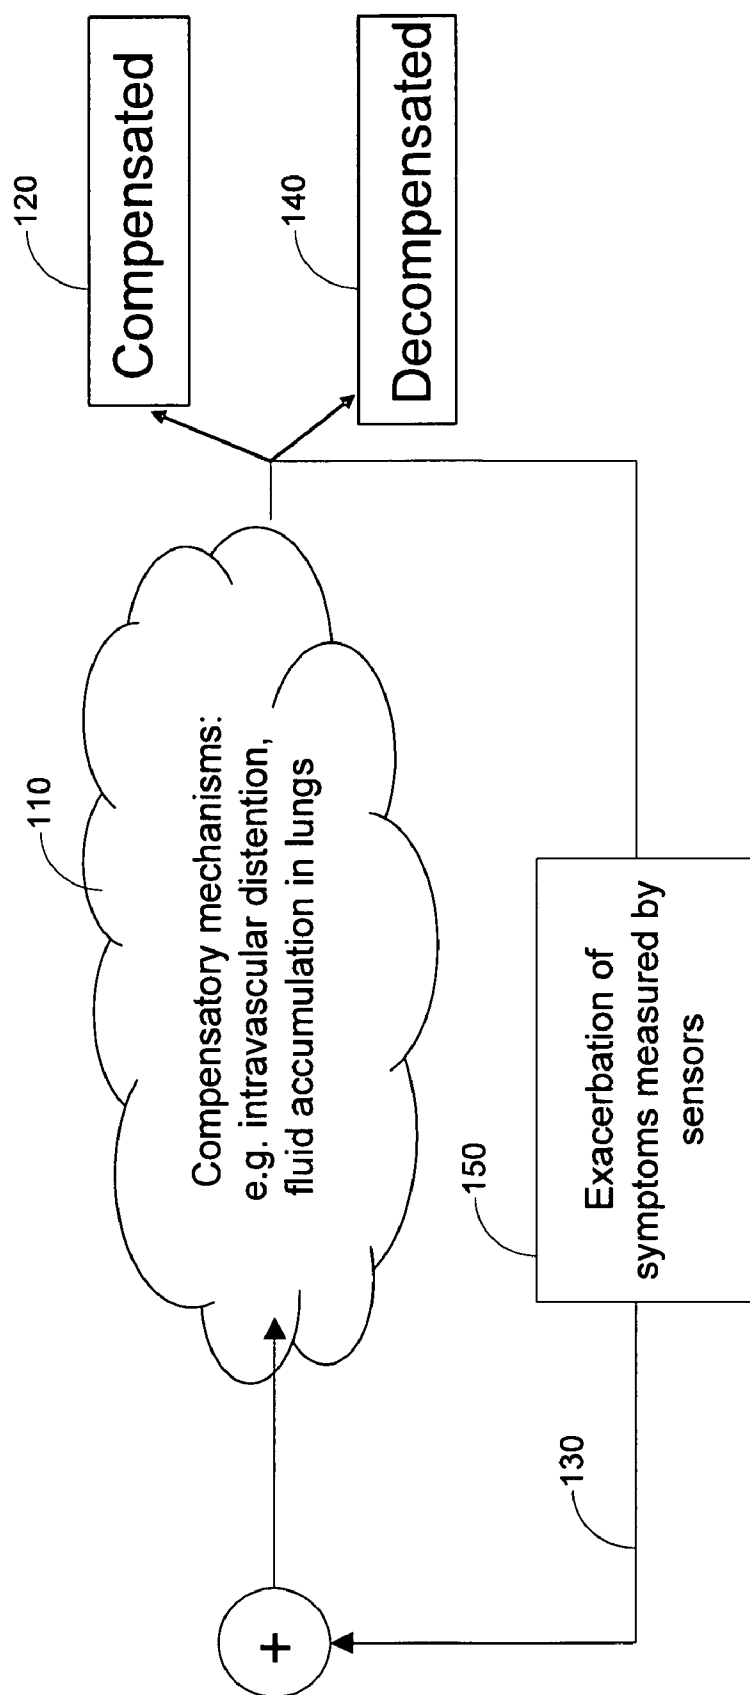 110
Compensatory mechanisms:
e.g. intravascular distention,
fluid accumulation in lungs
120
Compensated
140
Decompensated
+
130
150
Exacerbation of
symptoms measured by
sensors